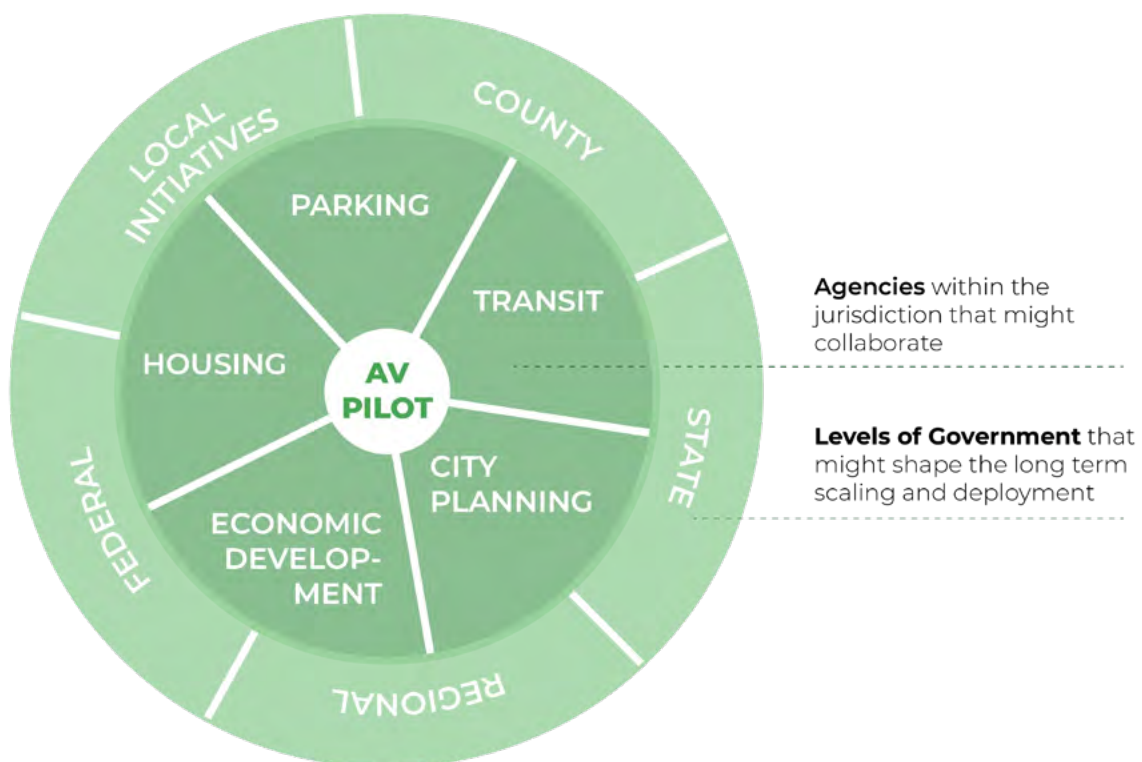 LOCAL
INITIATIVES
COUNTY
PARKING
TRANSIT
HOUSING
AV
PILOT
CITY
PLANNING
ECONOMIC
DEVELOP-
MENT
STATE
FEDERAL
REGIONAL
Agencies within the
jurisdiction that might
collaborate
Levels of Government that
might shape the long term
scaling and deployment